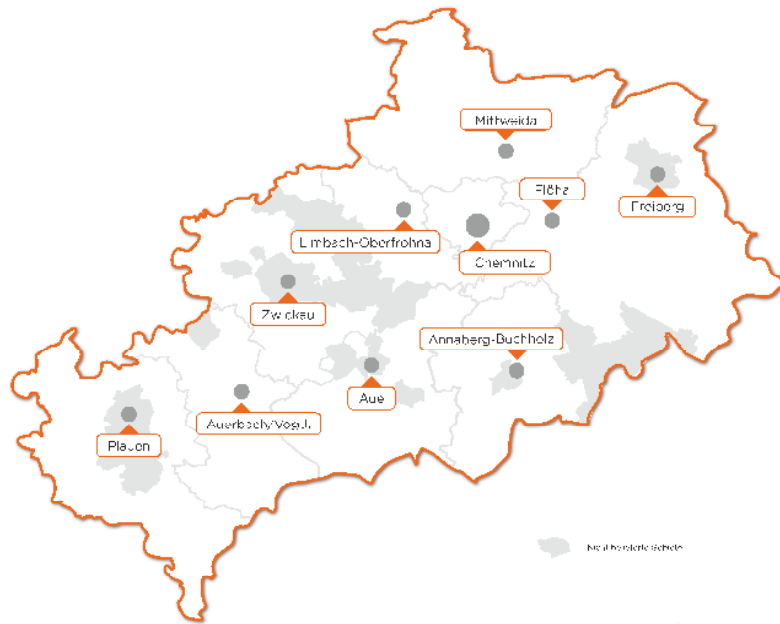 Mittweida
Flöha
Freiberg
Limbach-Oberfrohna
Chemnitz
Zwickau
Annaberg-Buchholz
Aue
Auerbach/Vogtl.
Plauen